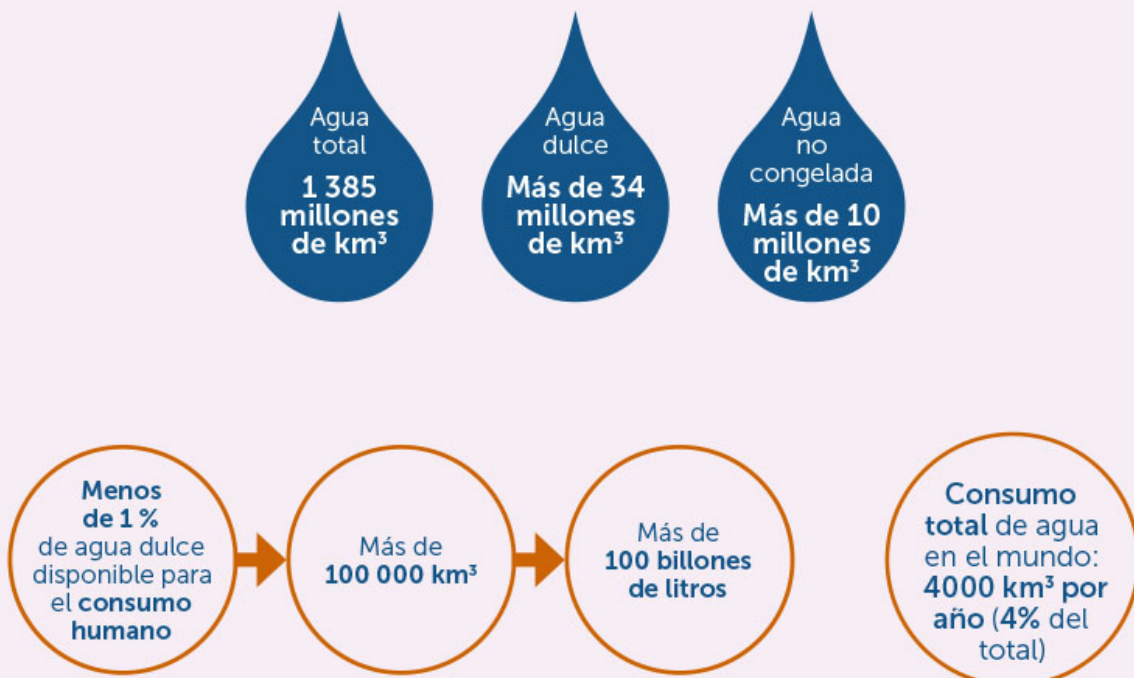 Agua
total
1 385
millones
de km³
Agua
dulce
Más de 34
millones
de km³
Agua
no
congelada
Más de 10
millones
de km³
Menos
de 1 %
de agua dulce
disponible para
el consumo
humano
Más de
100 000 km³
Más de
100 billones
de litros
Consumo
total de agua
en el mundo:
4000 km³ por
año (4% del
total)